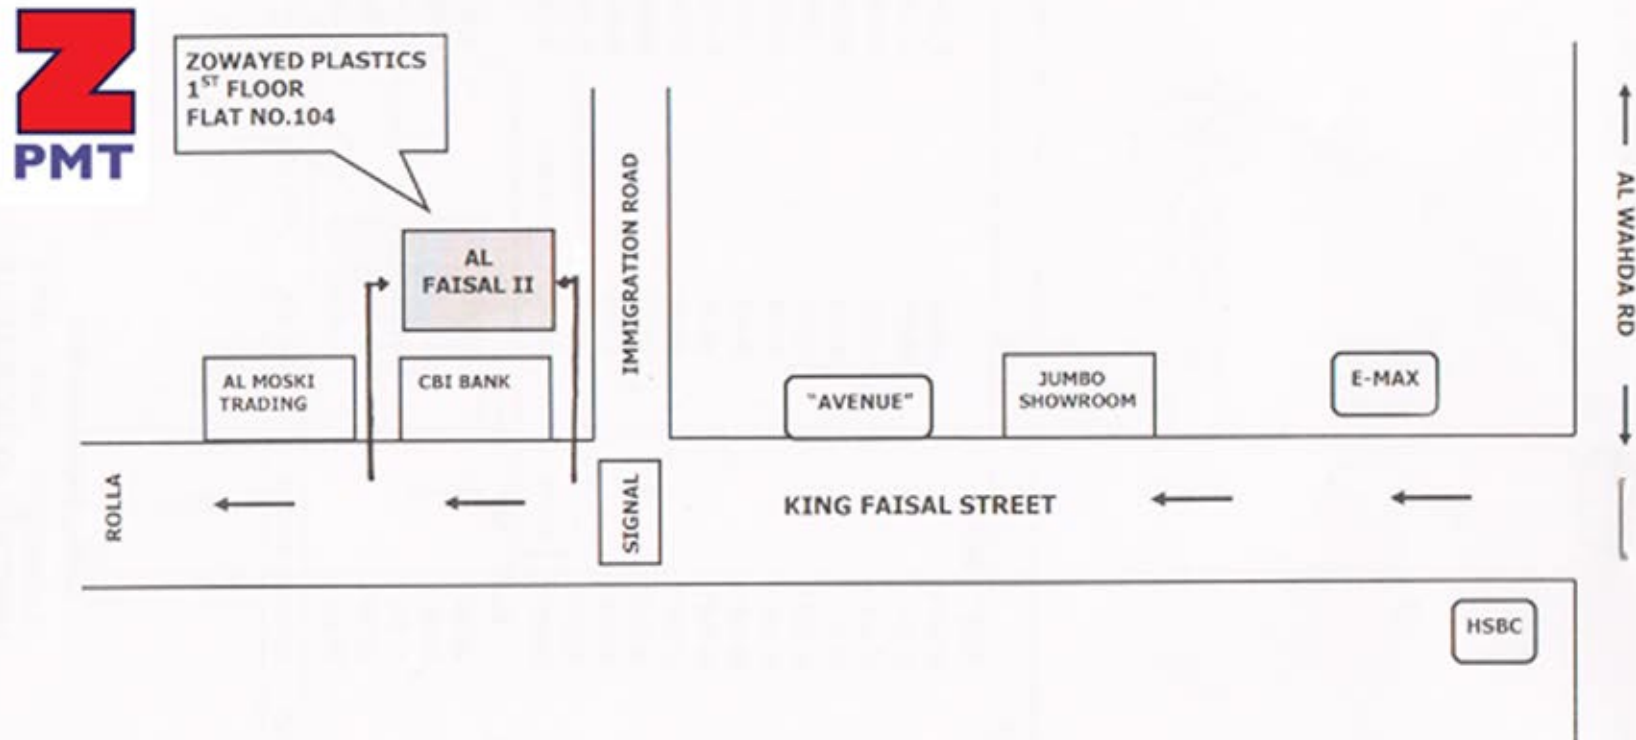 Z
PMT
ZOWAYED PLASTICS
1ST FLOOR
FLAT NO.104
AL
FAISAL II
IMMIGRATION ROAD
AL WAHDA RD
AL MOSKI
TRADING
CBI BANK
"AVENUE"
JUMBO
SHOWROOM
E-MAX
ROLLA
SIGNAL
KING FAISAL STREET
HSBC